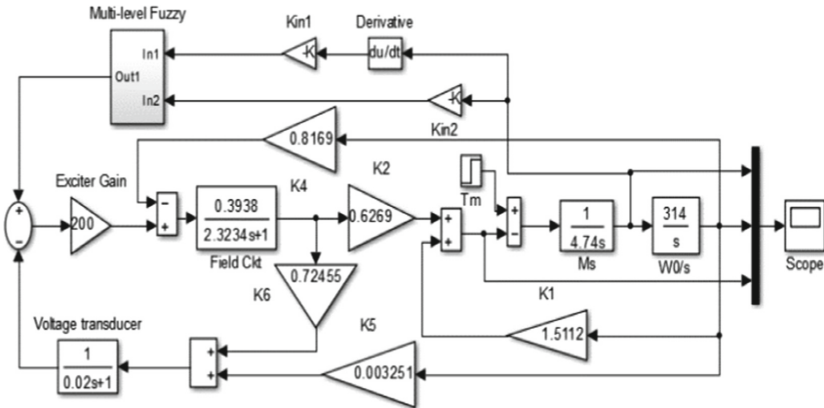 Multi-level Fuzzy
Kin1
Derivative
In1
Out1
In2
-K
du/dt
-K
Kin2
0.8169
Exciter Gain
K4
K2
Tm
+
−
200
−
+
0.3938
2.3234s+1
Field Ckt
0.6269
+
+
+
−
1
4.74s
Ms
314
s
W0/s
Scope
0.72455
K6
K1
1.5112
Voltage transducer
K5
1
0.02s+1
+
+
0.003251